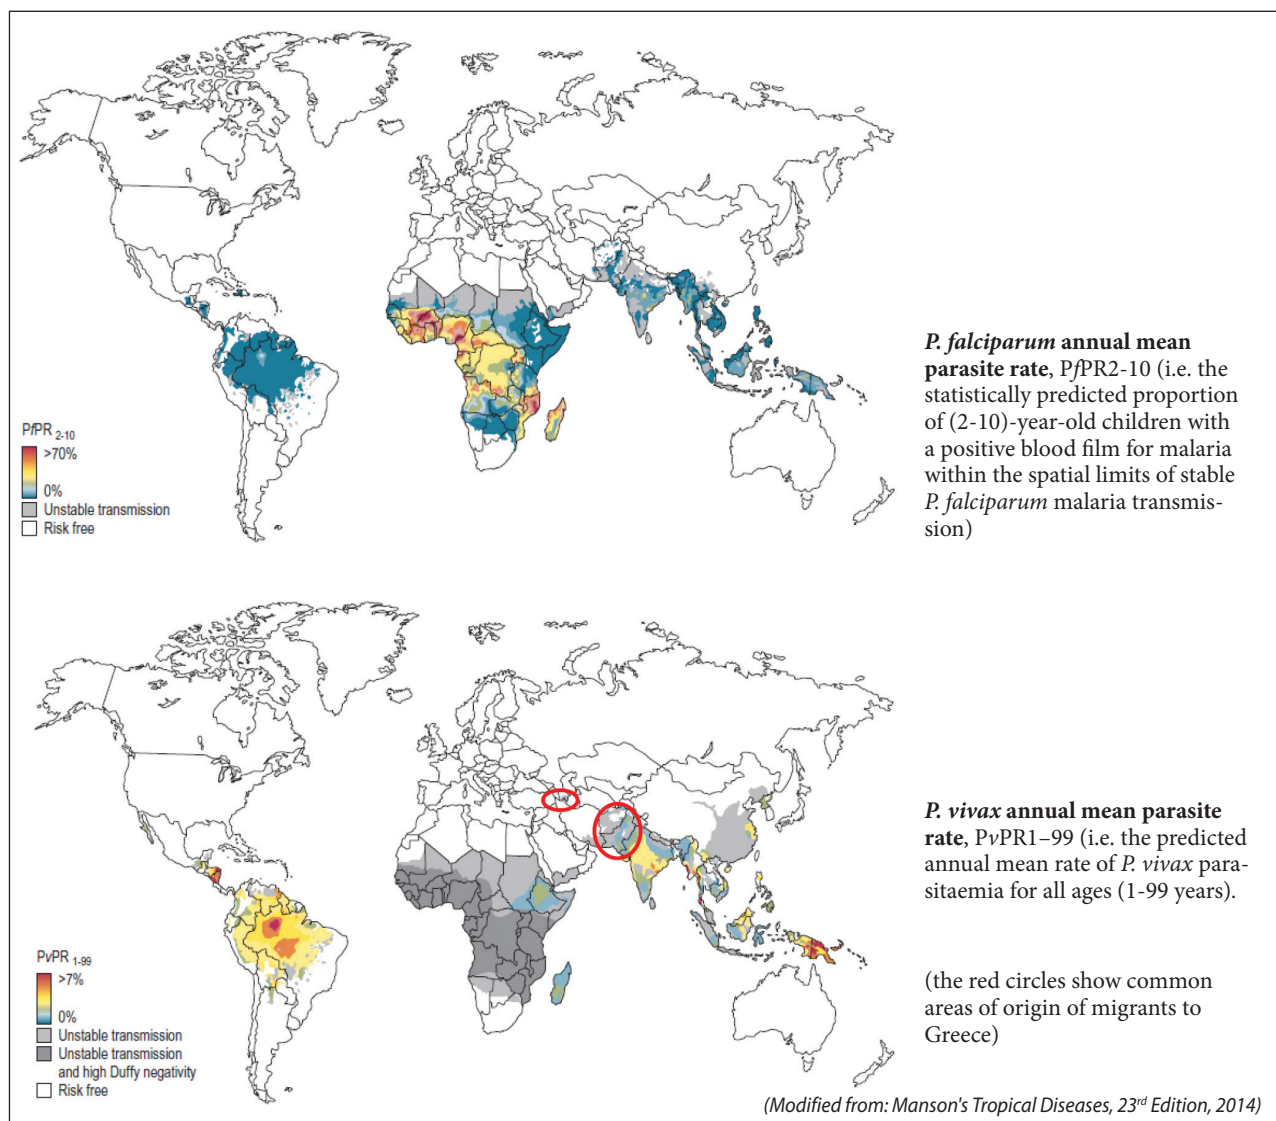 P. falciparum annual mean
parasite rate, PfPR2-10 (i.e. the
statistically predicted proportion
of (2-10)-year-old children with
a positive blood film for malaria
within the spatial limits of stable
P. falciparum malaria transmis-
sion)
PfPR 2-10
>70%
0%
Unstable transmission
Risk free
P. vivax annual mean parasite
rate, PvPR1–99 (i.e. the predicted
annual mean rate of P. vivax para-
sitaemia for all ages (1-99 years).
(the red circles show common
areas of origin of migrants to
Greece)
PvPR 1-99
>7%
0%
Unstable transmission
Unstable transmission
and high Duffy negativity
Risk free
(Modified from: Manson's Tropical Diseases, 23rd Edition, 2014)